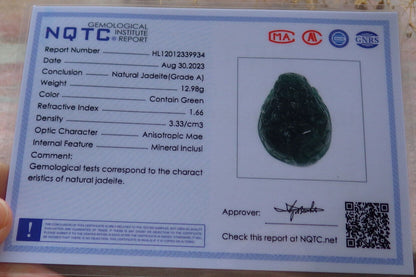 NQTC
GEMOLOGICAL
INSTITUTE
®REPORT
MA
GNRS
Report Number HL12012339934
Date Aug 30.2023
Conclusion Natural Jadeite(Grade A)
Weight 12.98g
Color Contain Green
Refractive Index 1.66
Density 3.33/cm3
Optic Character Anisotropic Mae
Internal Feature Mineral Inclusi
Comment:
Gemological tests correspond to the charact
eristics of natural jadeite.
Approver:
Check this report at NQTC.net